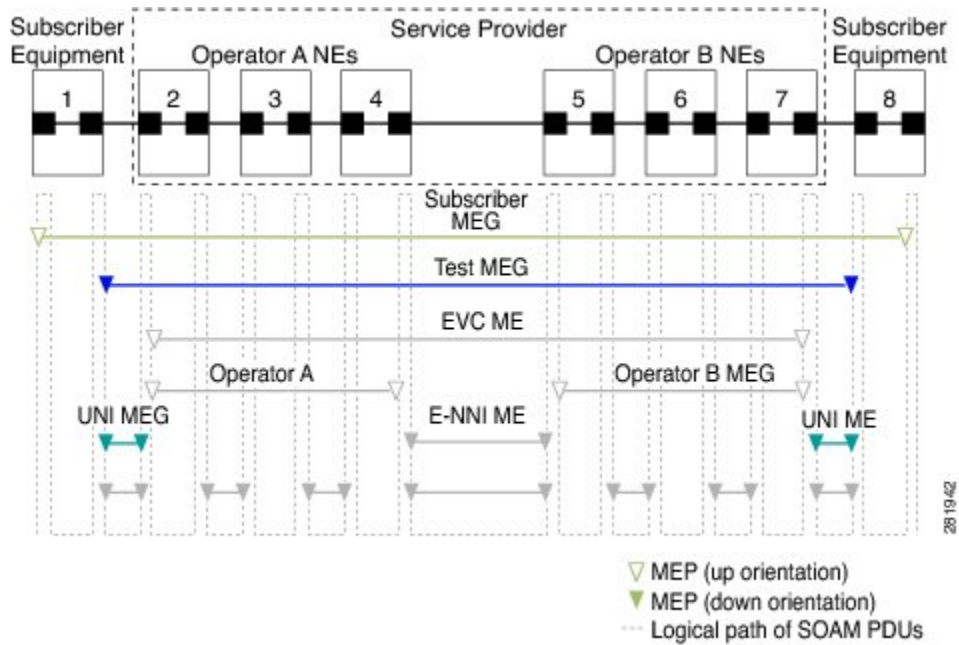 Subscriber
Equipment
Service Provider
Operator A NEs
Operator B NEs
Subscriber
Equipment
1
2
3
4
5
6
7
8
Subscriber
MEG
Test MEG
EVC ME
Operator A
Operator B MEG
UNI MEG
E-NNI ME
UNI ME
281942
MEP (up orientation)
MEP (down orientation)
Logical path of SOAM PDUs